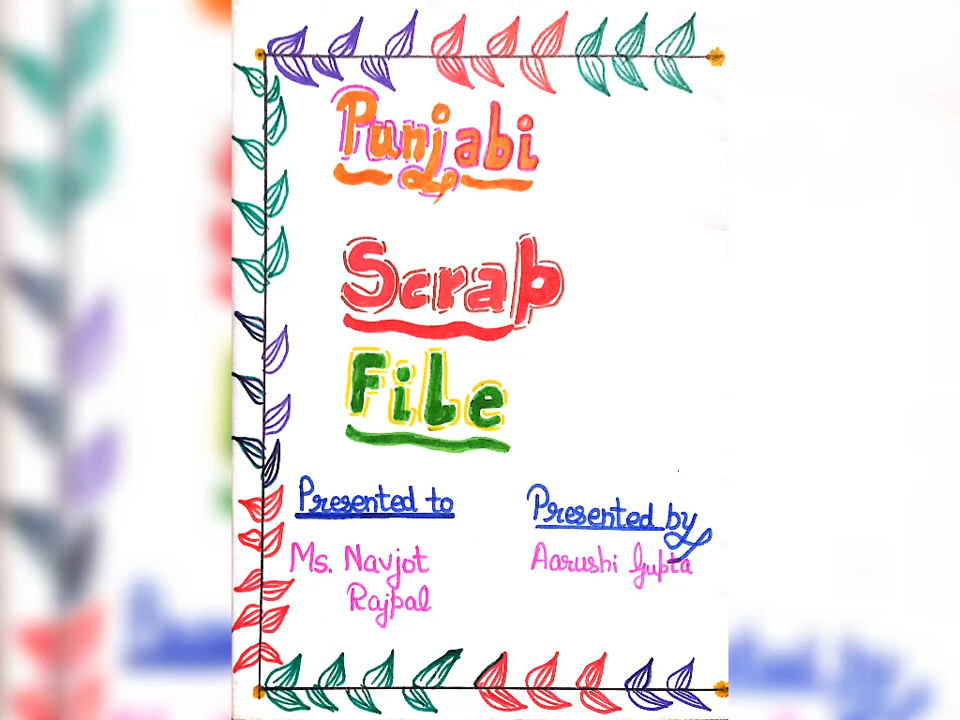 Punjabi
Scrap
File
Presented to
Ms. Navjot
Rajpal
Presented by
Aarushi Gupta